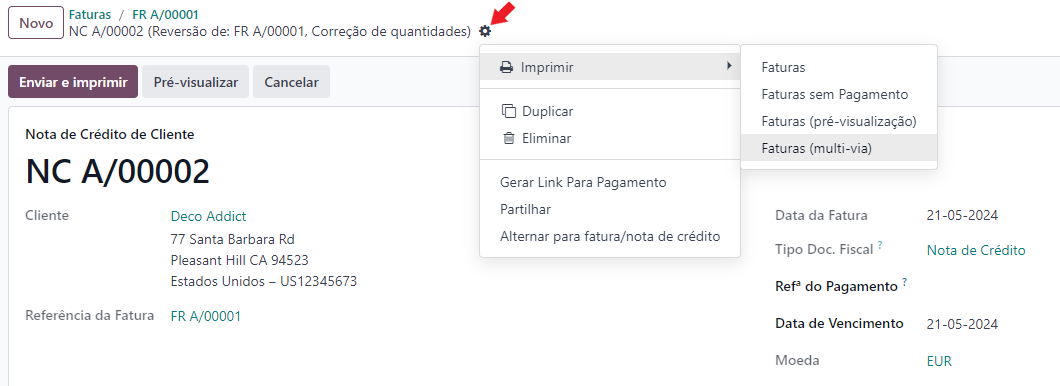 Novo
Faturas / FR A/00001
NC A/00002 (Reversão de: FR A/00001, Correção de quantidades)
Enviar e imprimir
Pré-visualizar
Cancelar
Imprimir
Duplicar
Eliminar
Gerar Link Para Pagamento
Partilhar
Alternar para fatura/nota de crédito
Faturas
Faturas sem Pagamento
Faturas (pré-visualização)
Faturas (multi-via)
Nota de Crédito de Cliente
NC A/00002
Cliente
Deco Addict
77 Santa Barbara Rd
Pleasant Hill CA 94523
Estados Unidos – US12345673
Referência da Fatura
FR A/00001
Data da Fatura
21-05-2024
Tipo Doc. Fiscal ?
Nota de Crédito
Refª do Pagamento ?
Data de Vencimento
21-05-2024
Moeda
EUR